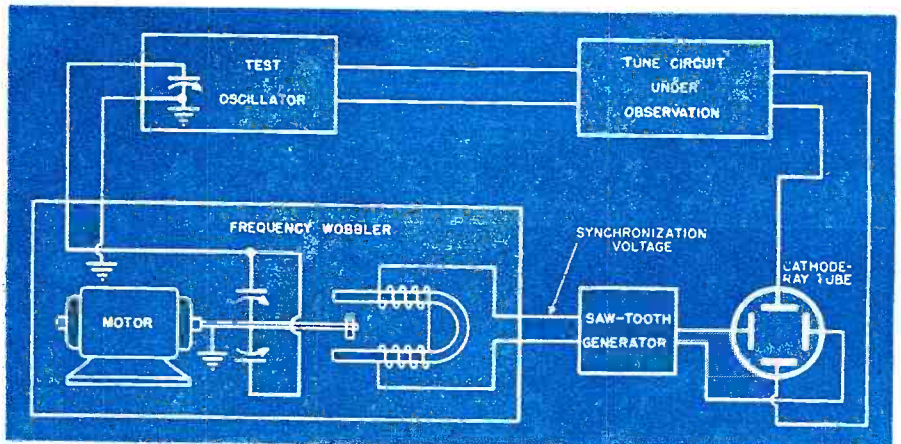 TEST
OSCILLATOR
TUNE CIRCUIT
UNDER
OBSERVATION
FREQUENCY WOBBLER
MOTOR
SYNCHRONIZATION
VOLTAGE
SAW-TOOTH
GENERATOR
CATHODE-
RAY TUBE